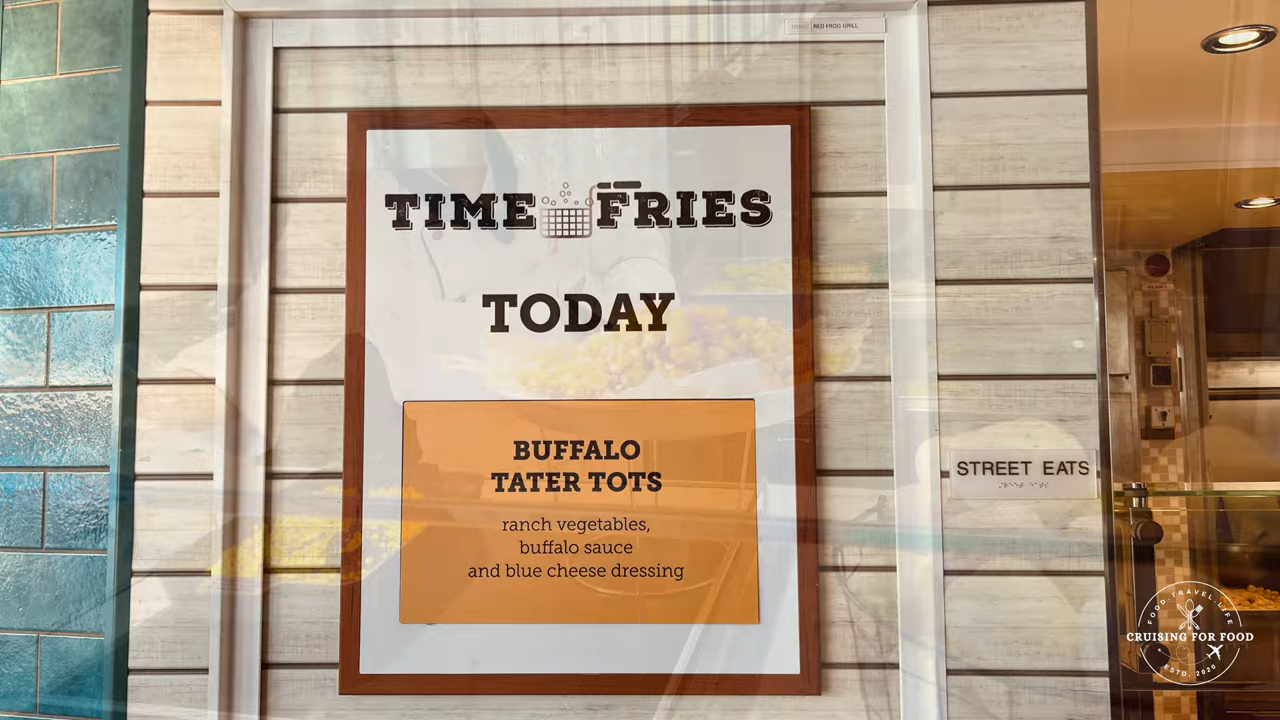 RED FROG GRILL
TIME FRIES
TODAY
BUFFALO
TATER TOTS
ranch vegetables,
buffalo sauce
and blue cheese dressing
STREET EATS
FOOD.TRAVEL.LIFE
CRUISING FOR FOOD
ESTD. 2020